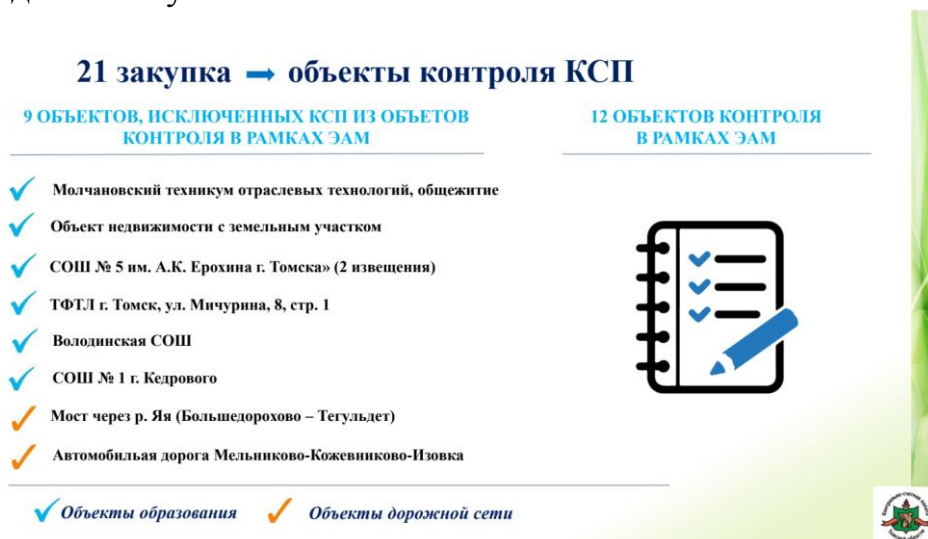 21 закупка → объекты контроля КСП
9 ОБЪЕКТОВ, ИСКЛЮЧЕННЫХ КСП ИЗ ОБЪЕТОВ
КОНТРОЛЯ В РАМКАХ ЭАМ
12 ОБЪЕКТОВ КОНТРОЛЯ
В РАМКАХ ЭАМ
Молчановский техникум отраслевых технологий, общежитие
Объект недвижимости с земельным участком
СОШ № 5 им. А.К. Ерохина г. Томска» (2 извещения)
ТФТЛ г. Томск, ул. Мичурина, 8, стр. 1
Володинская СОШ
СОШ № 1 г. Кедрового
Мост через р. Яя (Большедорохово – Тегульдет)
Автомобильая дорога Мельниково-Кожевниково-Изовка
Объекты образования
Объекты дорожной сети